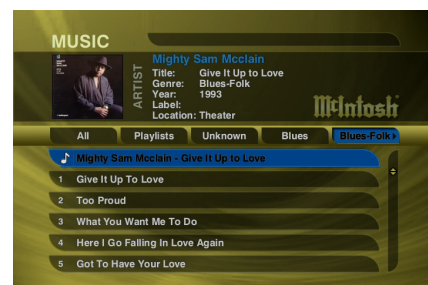 MUSIC
ARTIST
Mighty Sam Mcclain
Title: Give It Up to Love
Genre: Blues-Folk
Year: 1993
Label:
Location: Theater
McIntosh
All Playlists Unknown Blues Blues-Folk
Mighty Sam Mcclain - Give It Up to Love
1 Give It Up To Love
2 Too Proud
3 What You Want Me To Do
4 Here I Go Falling In Love Again
5 Got To Have Your Love